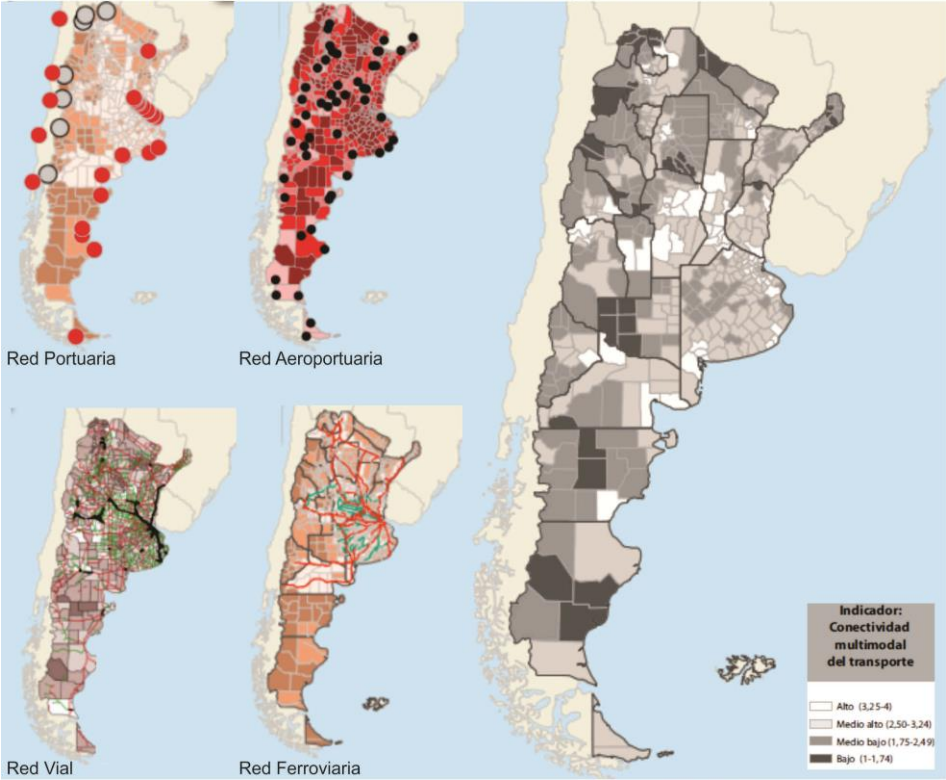 Red Portuaria
Red Aeroportuaria
Red Vial
Red Ferroviaria
Indicador:
Conectividad
multimodal
del transporte
Alto (3,25-4)
Medio alto (2,50-3,24)
Medio bajo (1,75-2,49)
Bajo (1-1,74)